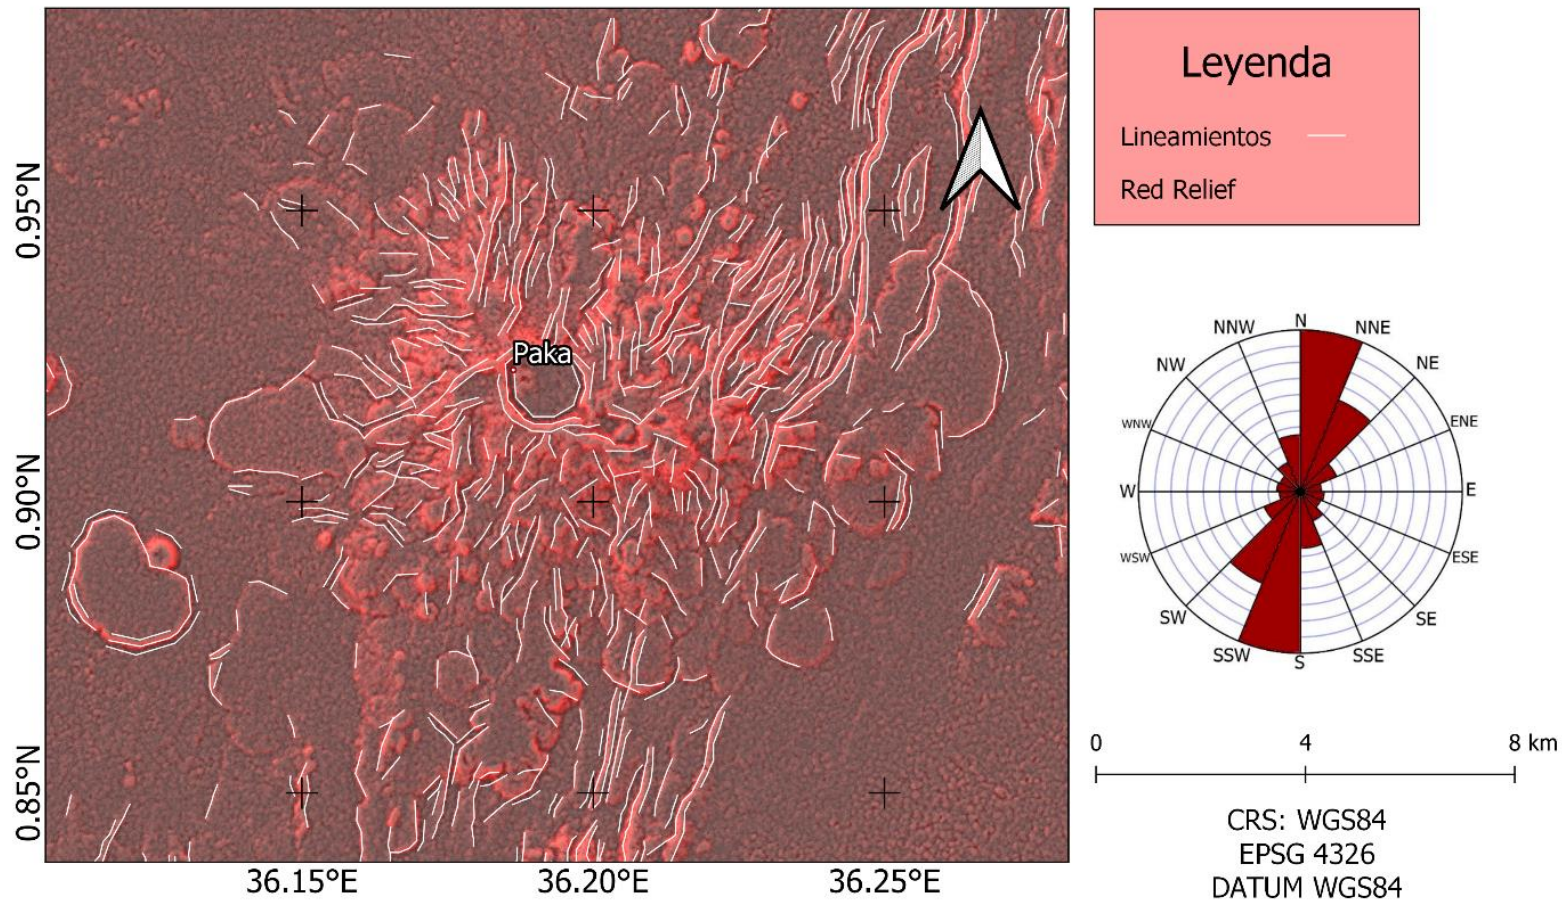 Leyenda
Lineamientos
Red Relief
Paka
0.95°N
0.90°N
0.85°N
36.15°E
36.20°E
36.25°E
N
NNE
NE
ENE
E
ESE
SE
SSE
S
SSW
SW
WSW
W
WNW
NW
NNW
0 4 8 km
CRS: WGS84
EPSG 4326
DATUM WGS84